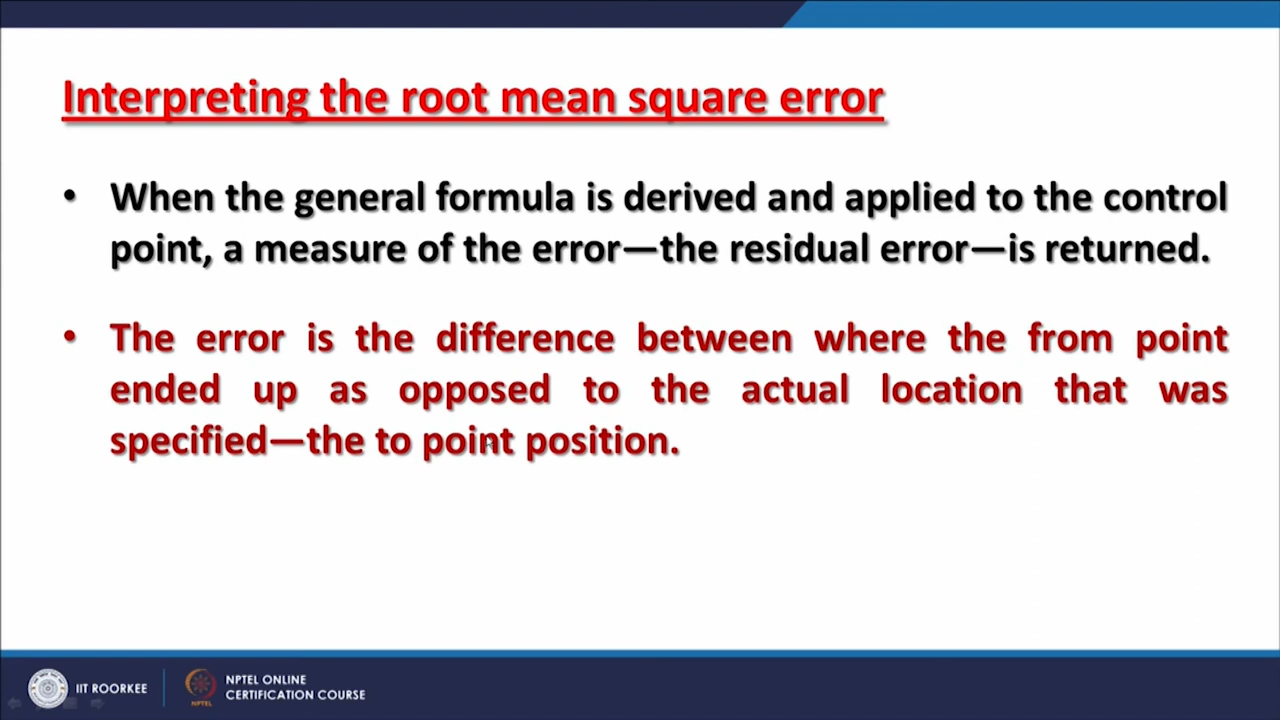 Interpreting the root mean square error
• When the general formula is derived and applied to the control
point, a measure of the error—the residual error—is returned.
• The error is the difference between where the from point
ended up as opposed to the actual location that was
specified—the to point position.
IIT ROORKEE
NPTEL
NPTEL ONLINE
CERTIFICATION COURSE